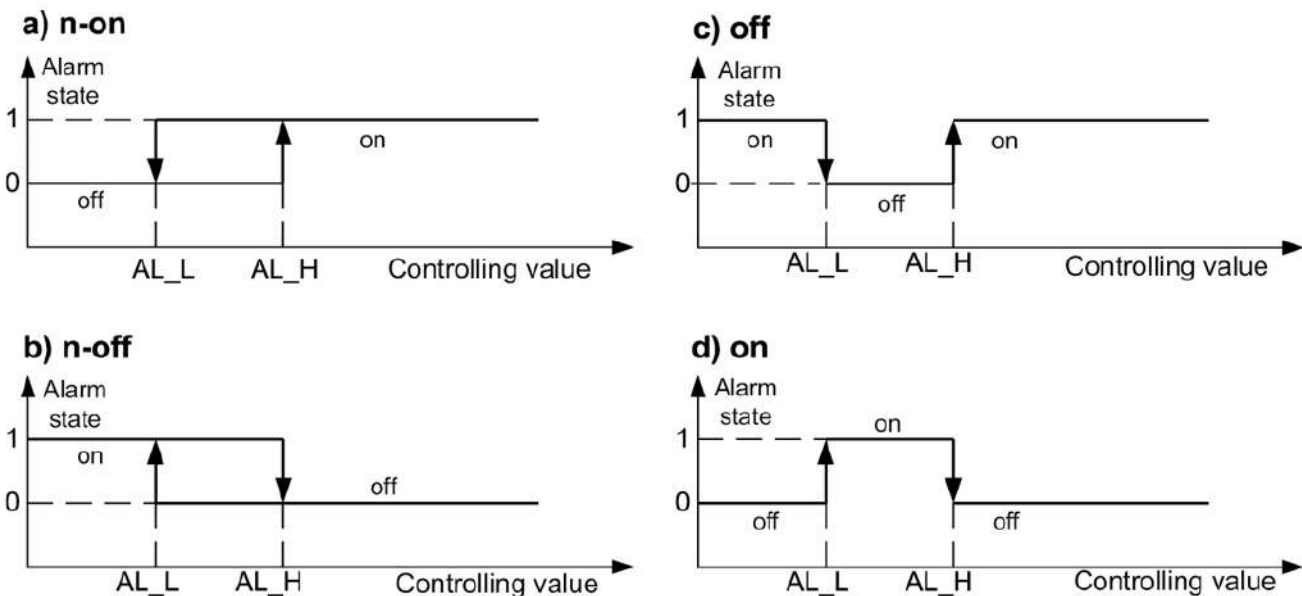 a) n-on
Alarm
state
1
on
0
off
AL_L
AL_H
Controlling value
b) n-off
Alarm
state
1
on
off
0
AL_L
AL_H
Controlling value
c) off
Alarm
state
1
on
on
0
off
AL_L
AL_H
Controlling value
d) on
Alarm
state
on
1
0
off
off
AL_L
AL_H
Controlling value